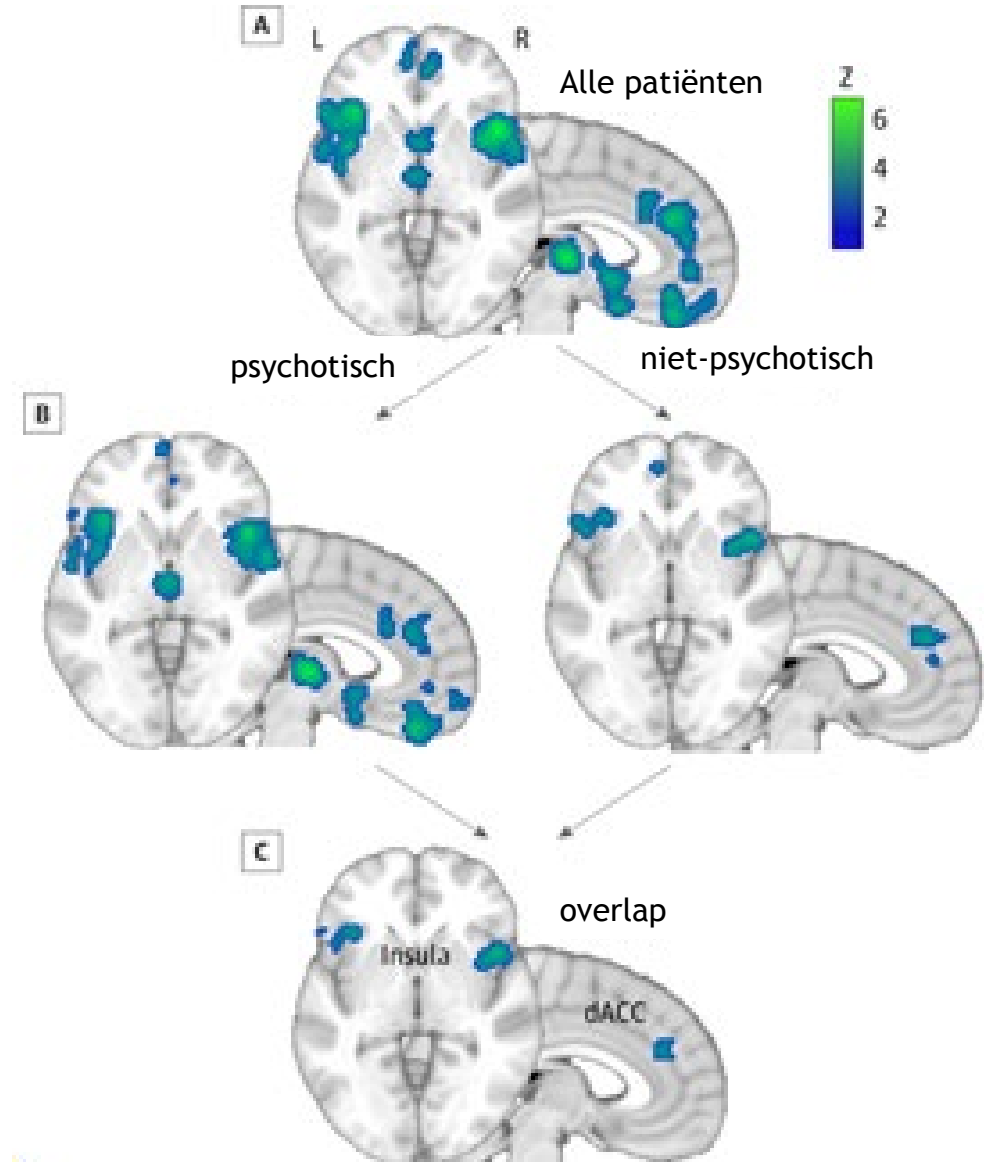 A
L
R
Alle patiënten
Z
6
4
2
psychotisch
niet-psychotisch
B
C
overlap
Insula
dACC